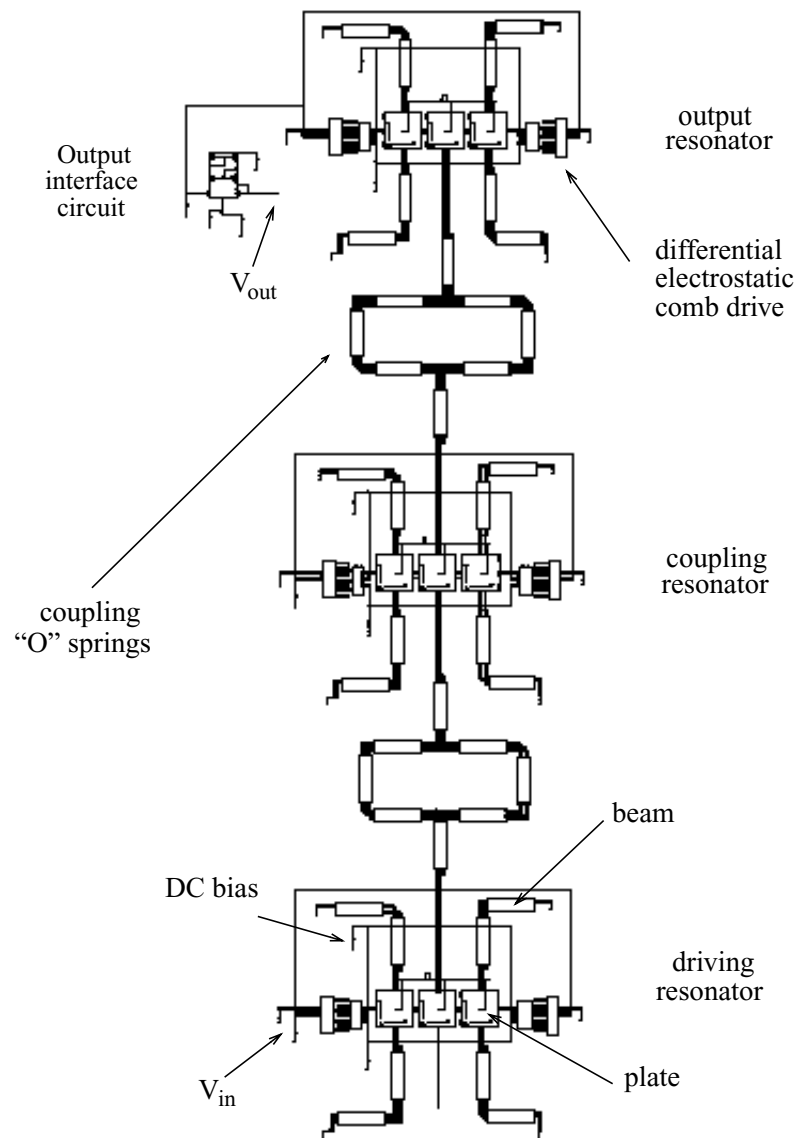 output
resonator
Output
interface
circuit
V_out
differential
electrostatic
comb drive
coupling
resonator
coupling
“O” springs
beam
DC bias
driving
resonator
V_in
plate